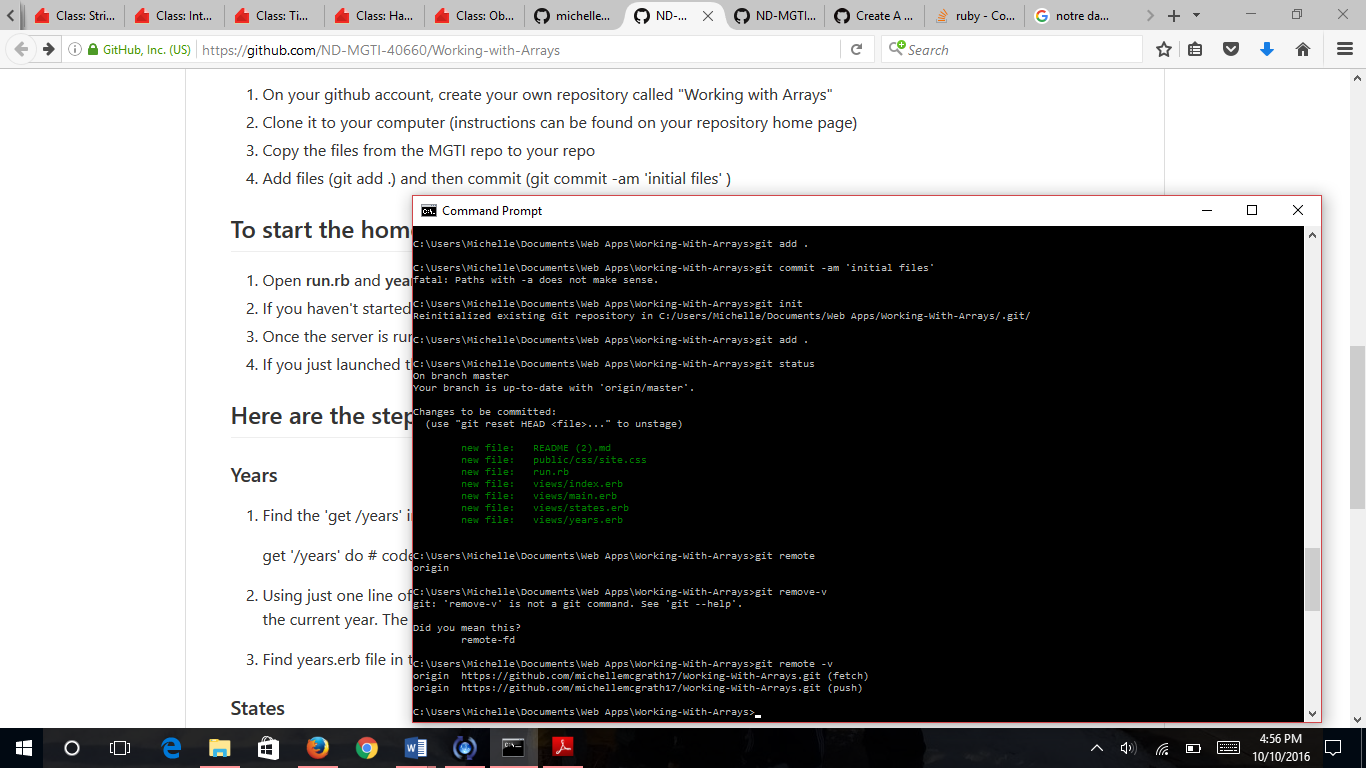 Class: Stri...
Class: Int...
Class: Ti...
Class: Ha...
Class: Ob...
michelle...
ND-...
ND-MGTI...
Create A ...
ruby - Co...
notre da...
GitHub, Inc. (US)
https://github.com/ND-MGTI-40660/Working-with-Arrays
Search
1. On your github account, create your own repository called "Working with Arrays"
2. Clone it to your computer (instructions can be found on your repository home page)
3. Copy the files from the MGTI repo to your repo
4. Add files (git add .) and then commit (git commit -am 'initial files' )
To start the hom
1. Open run.rb and yea
2. If you haven't started
3. Once the server is run
4. If you just launched t
Here are the step
Years
1. Find the 'get /years' i
get '/years' do # code
2. Using just one line of
the current year. The
3. Find years.erb file in t
States
Command Prompt
C:\Users\Michelle\Documents\Web Apps\Working-With-Arrays>git add .
C:\Users\Michelle\Documents\Web Apps\Working-With-Arrays>git commit -am 'initial files'
fatal: Paths with -a does not make sense.
C:\Users\Michelle\Documents\Web Apps\Working-With-Arrays>git init
Reinitialized existing Git repository in C:/Users/Michelle/Documents/Web Apps/Working-With-Arrays/.git/
C:\Users\Michelle\Documents\Web Apps\Working-With-Arrays>git add .
C:\Users\Michelle\Documents\Web Apps\Working-With-Arrays>git status
On branch master
Your branch is up-to-date with 'origin/master'.
Changes to be committed:
(use "git reset HEAD <file>..." to unstage)
new file: README (2).md
new file: public/css/site.css
new file: run.rb
new file: views/index.erb
new file: views/main.erb
new file: views/states.erb
new file: views/years.erb
C:\Users\Michelle\Documents\Web Apps\Working-With-Arrays>git remote
origin
C:\Users\Michelle\Documents\Web Apps\Working-With-Arrays>git remove-v
git: 'remove-v' is not a git command. See 'git --help'.
Did you mean this?
remote-fd
C:\Users\Michelle\Documents\Web Apps\Working-With-Arrays>git remote -v
origin https://github.com/michellemcgrath17/Working-With-Arrays.git (fetch)
origin https://github.com/michellemcgrath17/Working-With-Arrays.git (push)
C:\Users\Michelle\Documents\Web Apps\Working-With-Arrays>
4:56 PM
10/10/2016